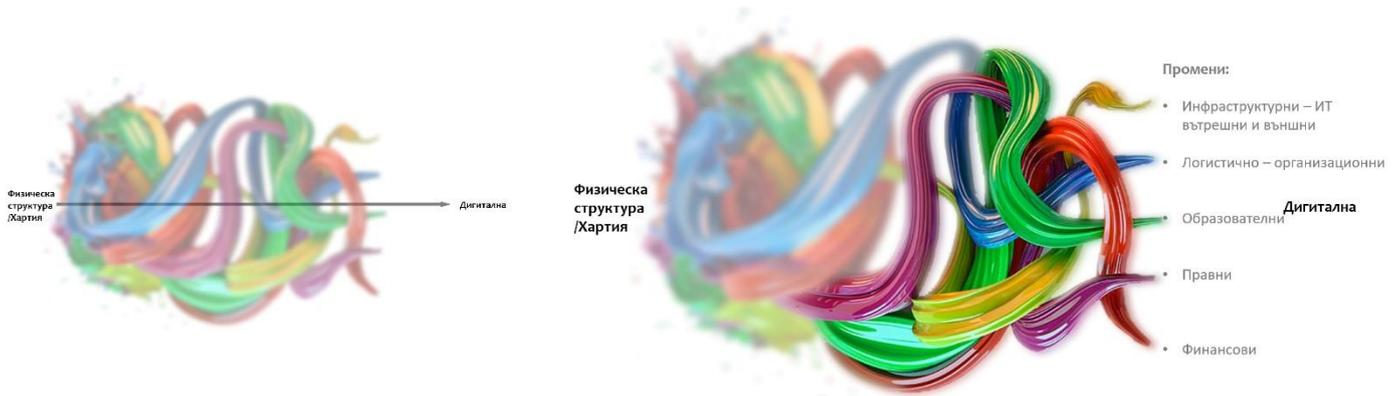 Физическа
структура
/Хартия
Дигитална
Физическа
структура
/Хартия
Промени:
• Инфраструктурни – ИТ
вътрешни и външни
• Логистично – организационни
• Образователни
Дигитална
• Правни
• Финансови